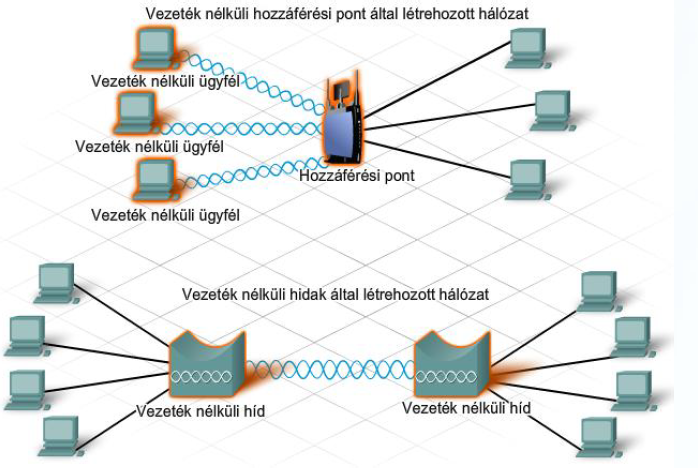 Vezeték nélküli hozzáférési pont által létrehozott hálózat
Vezeték nélküli ügyfél
Vezeték nélküli ügyfél
Hozzáférési pont
Vezeték nélküli ügyfél
Vezeték nélküli hidak által létrehozott hálózat
Vezeték nélküli híd
Vezeték nélküli híd